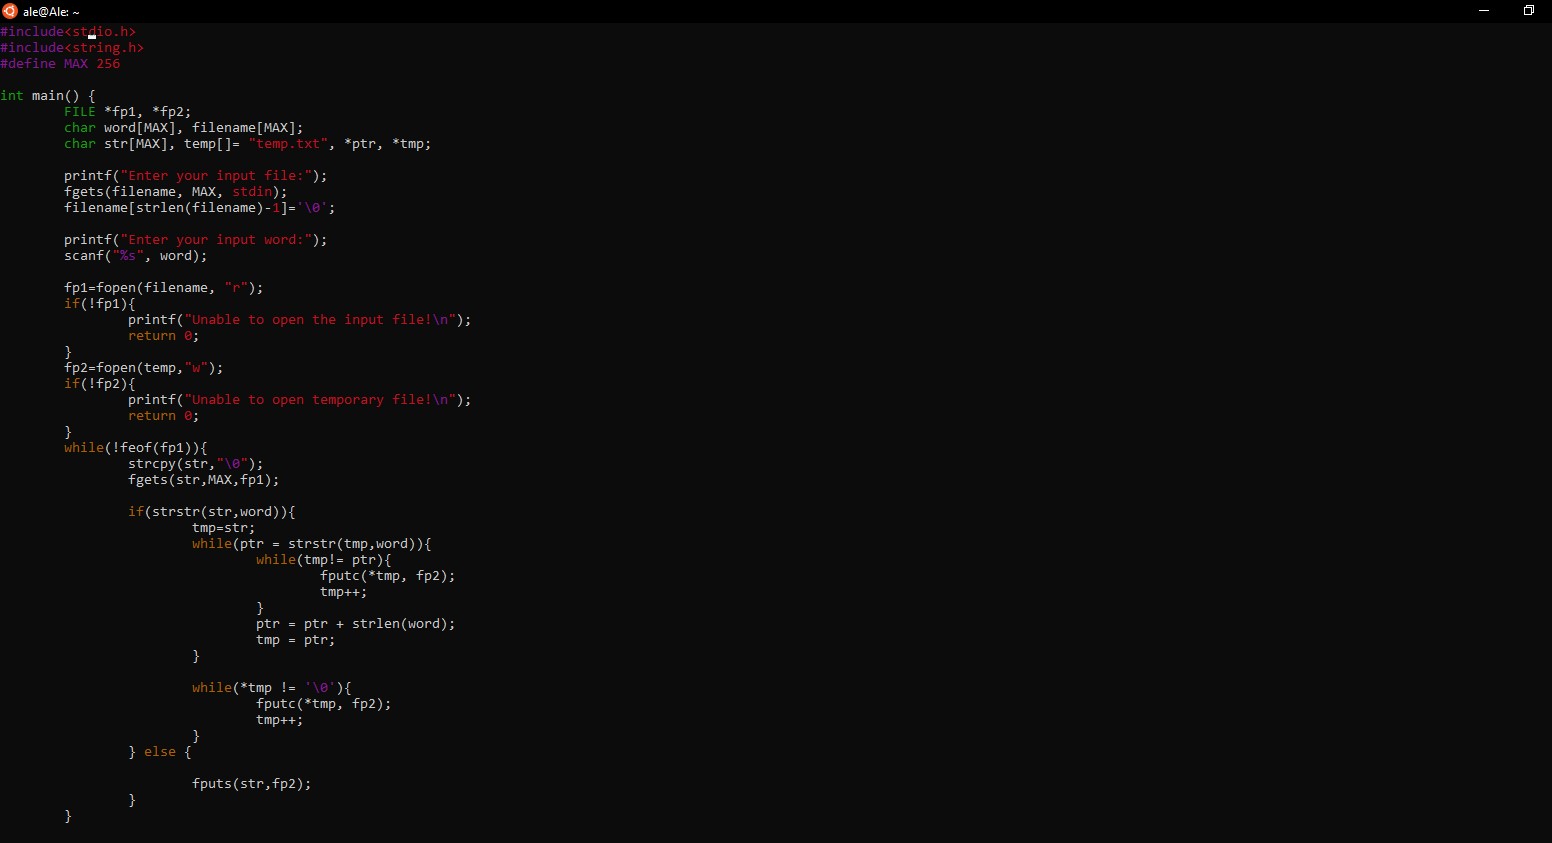 ale@Ale: ~
#include<stdio.h>
#include<string.h>
#define MAX 256

int main() {
        FILE *fp1, *fp2;
        char word[MAX], filename[MAX];
        char str[MAX], temp[]= "temp.txt", *ptr, *tmp;

        printf("Enter your input file:");
        fgets(filename, MAX, stdin);
        filename[strlen(filename)-1]='\0';

        printf("Enter your input word:");
        scanf("%s", word);

        fp1=fopen(filename, "r");
        if(!fp1){
                printf("Unable to open the input file!\n");
                return 0;
        }
        fp2=fopen(temp,"w");
        if(!fp2){
                printf("Unable to open temporary file!\n");
                return 0;
        }
        while(!feof(fp1)){
                strcpy(str,"\0");
                fgets(str,MAX,fp1);

                if(strstr(str,word)){
                        tmp=str;
                        while(ptr = strstr(tmp,word)){
                                while(tmp!= ptr){
                                        fputc(*tmp, fp2);
                                        tmp++;
                                }
                                ptr = ptr + strlen(word);
                                tmp = ptr;
                        }

                        while(*tmp != '\0'){
                                fputc(*tmp, fp2);
                                tmp++;
                        }
                } else {

                        fputs(str,fp2);
                }
        }